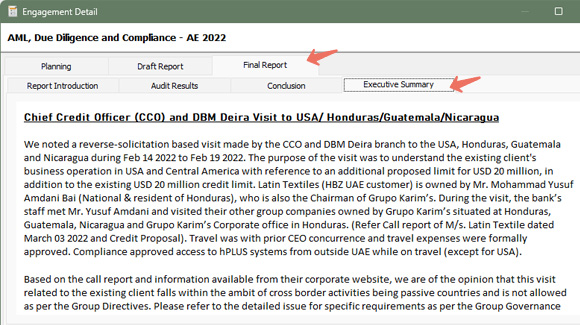 Engagement Detail
AML, Due Diligence and Compliance - AE 2022
Planning
Draft Report
Final Report
Report Introduction
Audit Results
Conclusion
Executive Summary
Chief Credit Officer (CCO) and DBM Deira Visit to USA/ Honduras/Guatemala/Nicaragua
We noted a reverse-solicitation based visit made by the CCO and DBM Deira branch to the USA, Honduras, Guatemala
and Nicaragua during Feb 14 2022 to Feb 19 2022. The purpose of the visit was to understand the existing client's
business operation in USA and Central America with reference to an additional proposed limit for USD 20 million, in
addition to the existing USD 20 million credit limit. Latin Textiles (HBZ UAE customer) is owned by Mr. Mohammad Yusuf
Amdani Bai (National & resident of Honduras), who is also the Chairman of Grupo Karim's. During the visit, the bank's
staff met Mr. Yusuf Amdani and visited their other group companies owned by Grupo Karim's situated at Honduras,
Guatemala, Nicaragua and Grupo Karim's Corporate office in Honduras. (Refer Call report of M/s. Latin Textile dated
March 03 2022 and Credit Proposal). Travel was with prior CEO concurrence and travel expenses were formally
approved. Compliance approved access to hPLUS systems from outside UAE while on travel (except for USA).
Based on the call report and information available from their corporate website, we are of the opinion that this visit
related to the existing client falls within the ambit of cross border activities being passive countries and is not allowed
as per the Group Directives. Please refer to the detailed issue for specific requirements as per the Group Governance